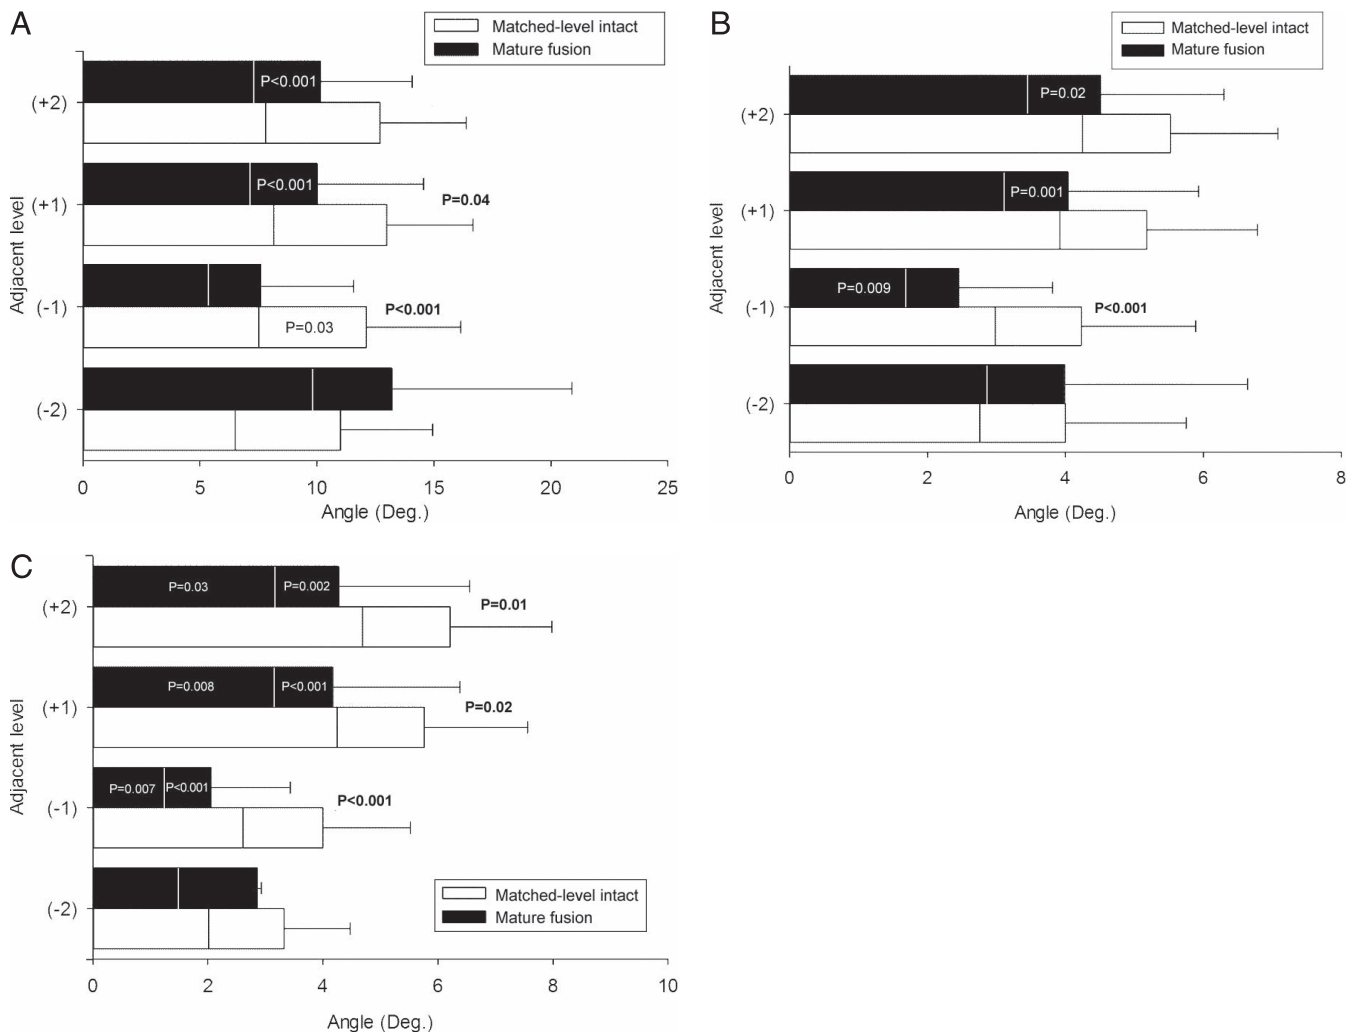 A
Matched-level intact
Mature fusion
Adjacent level
(+2)
P<0.001
(+1)
P<0.001
P=0.04
(-1)
P<0.001
P=0.03
(-2)
0 5 10 15 20 25
Angle (Deg.)
B
Matched-level intact
Mature fusion
Adjacent level
(+2)
P=0.02
(+1)
P=0.001
(-1)
P=0.009
P<0.001
(-2)
0 2 4 6 8
Angle (Deg.)
C
Adjacent level
(+2)
P=0.03 P=0.002
P=0.01
(+1)
P=0.008 P<0.001
P=0.02
(-1)
P=0.007 P<0.001
P<0.001
(-2)
Matched-level intact
Mature fusion
0 2 4 6 8 10
Angle (Deg.)